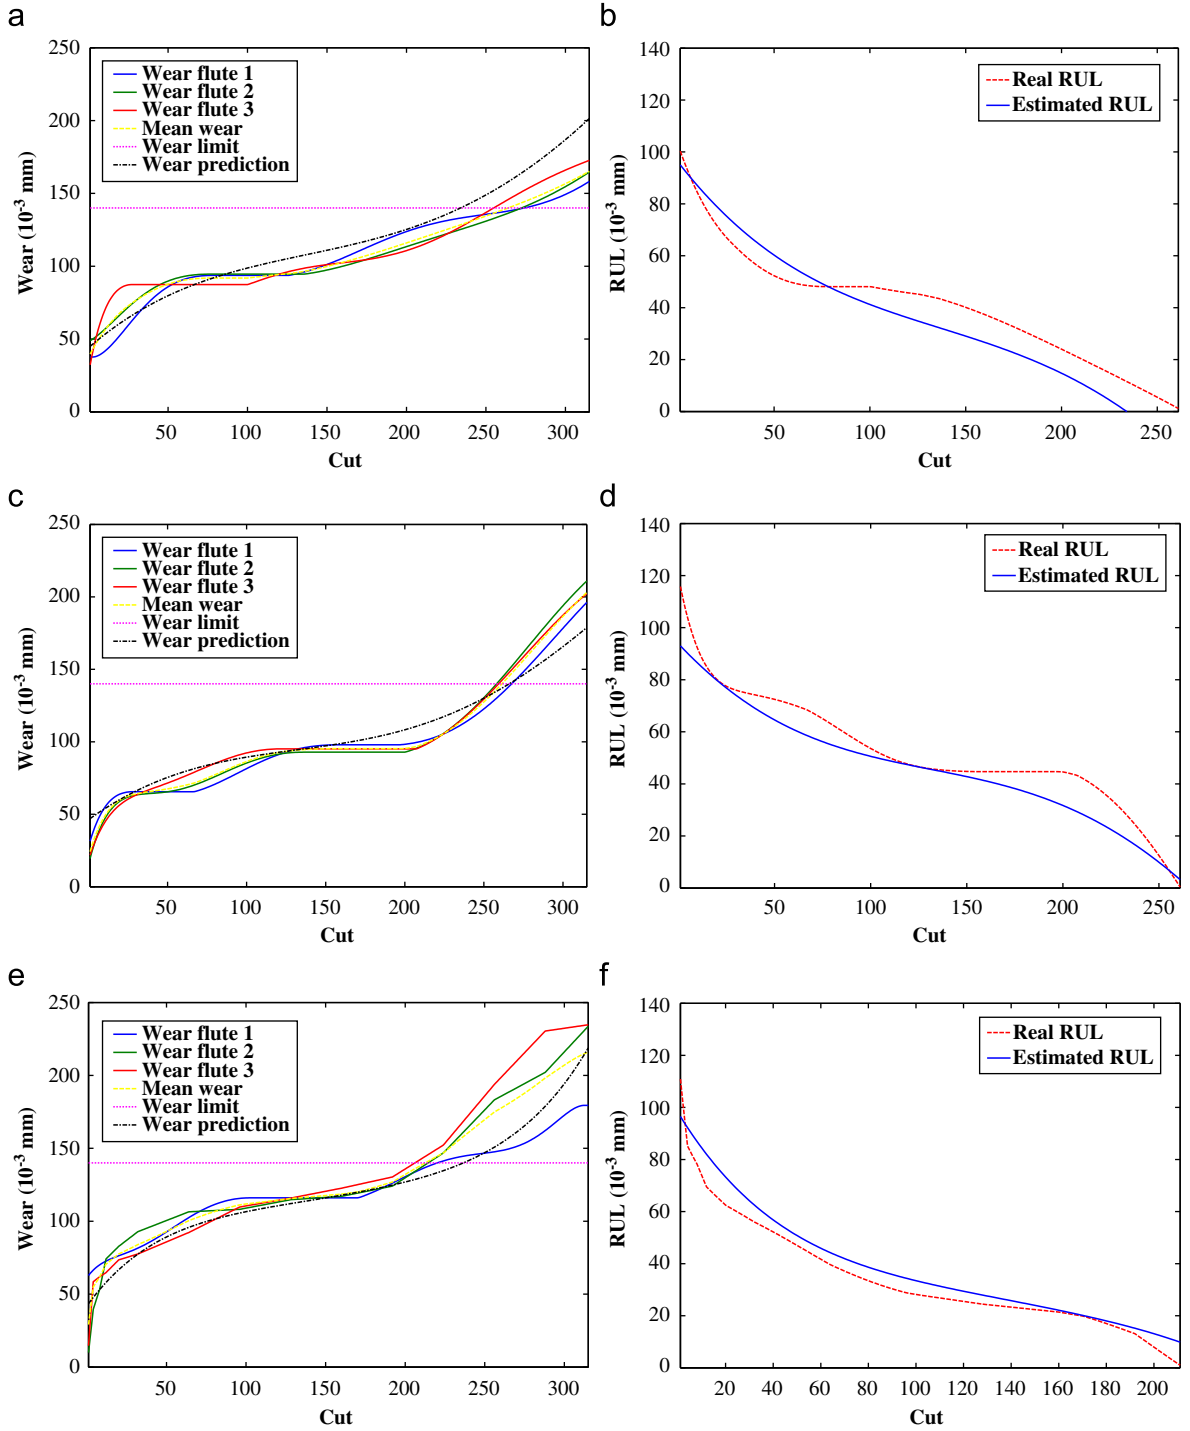 a
250
200
150
100
50
0
Wear (10⁻³ mm)
Wear flute 1
Wear flute 2
Wear flute 3
Mean wear
Wear limit
Wear prediction
50 100 150 200 250 300
Cut
b
140
120
100
80
60
40
20
0
RUL (10⁻³ mm)
Real RUL
Estimated RUL
50 100 150 200 250
Cut
c
250
200
150
100
50
0
Wear (10⁻³ mm)
Wear flute 1
Wear flute 2
Wear flute 3
Mean wear
Wear limit
Wear prediction
50 100 150 200 250 300
Cut
d
140
120
100
80
60
40
20
0
RUL (10⁻³ mm)
Real RUL
Estimated RUL
50 100 150 200 250
Cut
e
250
200
150
100
50
0
Wear (10⁻³ mm)
Wear flute 1
Wear flute 2
Wear flute 3
Mean wear
Wear limit
Wear prediction
50 100 150 200 250 300
Cut
f
140
120
100
80
60
40
20
0
RUL (10⁻³ mm)
Real RUL
Estimated RUL
20 40 60 80 100 120 140 160 180 200
Cut